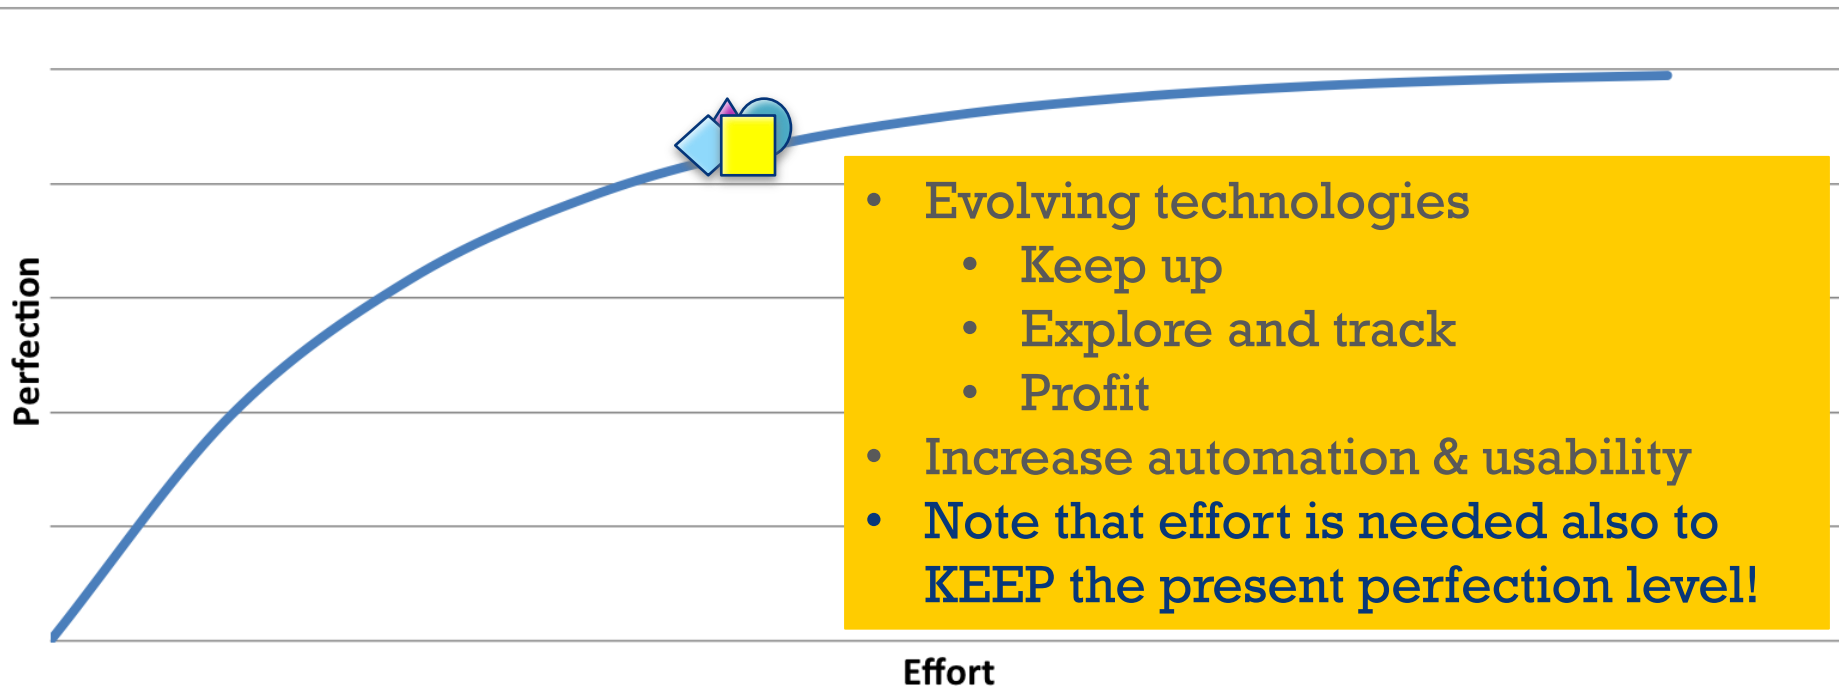 Perfection
• Evolving technologies
• Keep up
• Explore and track
• Profit
• Increase automation & usability
• Note that effort is needed also to
KEEP the present perfection level!
Effort